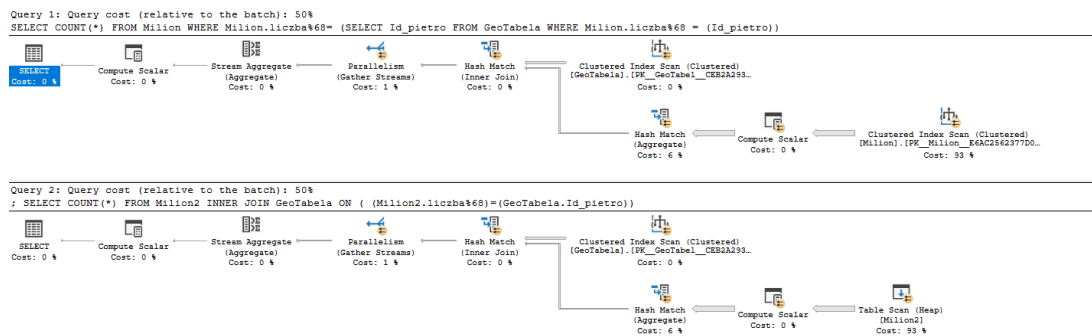 Query 1: Query cost (relative to the batch): 50%
SELECT COUNT(*) FROM Milion WHERE Milion.liczba%68= (SELECT Id_pietro FROM GeoTabela WHERE Milion.liczba%68 = (Id_pietro))
SELECT
Cost: 0 %
Compute Scalar
Cost: 0 %
Stream Aggregate
(Aggregate)
Cost: 0 %
Parallelism
(Gather Streams)
Cost: 1 %
Hash Match
(Inner Join)
Cost: 0 %
Clustered Index Scan (Clustered)
[GeoTabela].[PK__GeoTabel__CEB2A293…
Cost: 0 %
Hash Match
(Aggregate)
Cost: 6 %
Compute Scalar
Cost: 0 %
Clustered Index Scan (Clustered)
[Milion].[PK__Milion__E6AC2562377D0…
Cost: 93 %
Query 2: Query cost (relative to the batch): 50%
; SELECT COUNT(*) FROM Milion2 INNER JOIN GeoTabela ON ( (Milion2.liczba%68)=(GeoTabela.Id_pietro))
SELECT
Cost: 0 %
Compute Scalar
Cost: 0 %
Stream Aggregate
(Aggregate)
Cost: 0 %
Parallelism
(Gather Streams)
Cost: 1 %
Hash Match
(Inner Join)
Cost: 0 %
Clustered Index Scan (Clustered)
[GeoTabela].[PK__GeoTabel__CEB2A293…
Cost: 0 %
Hash Match
(Aggregate)
Cost: 6 %
Compute Scalar
Cost: 0 %
Table Scan (Heap)
[Milion2]
Cost: 93 %